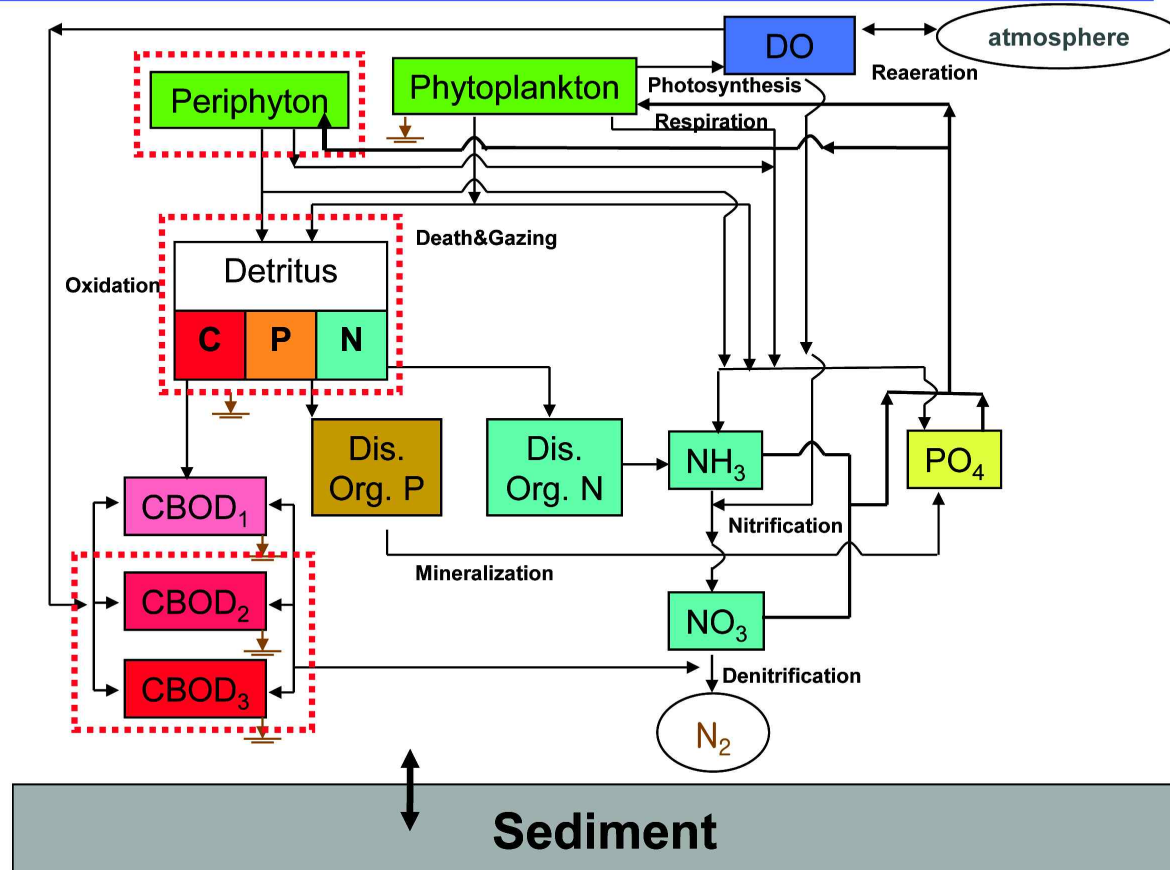 DO
atmosphere
Reaeration
Periphyton
Phytoplankton
Photosynthesis
Respiration
Death&Gazing
Oxidation
Detritus
C
P
N
Dis.
Org. P
Dis.
Org. N
NH3
PO4
CBOD1
Nitrification
Mineralization
CBOD2
NO3
CBOD3
Denitrification
N2
Sediment